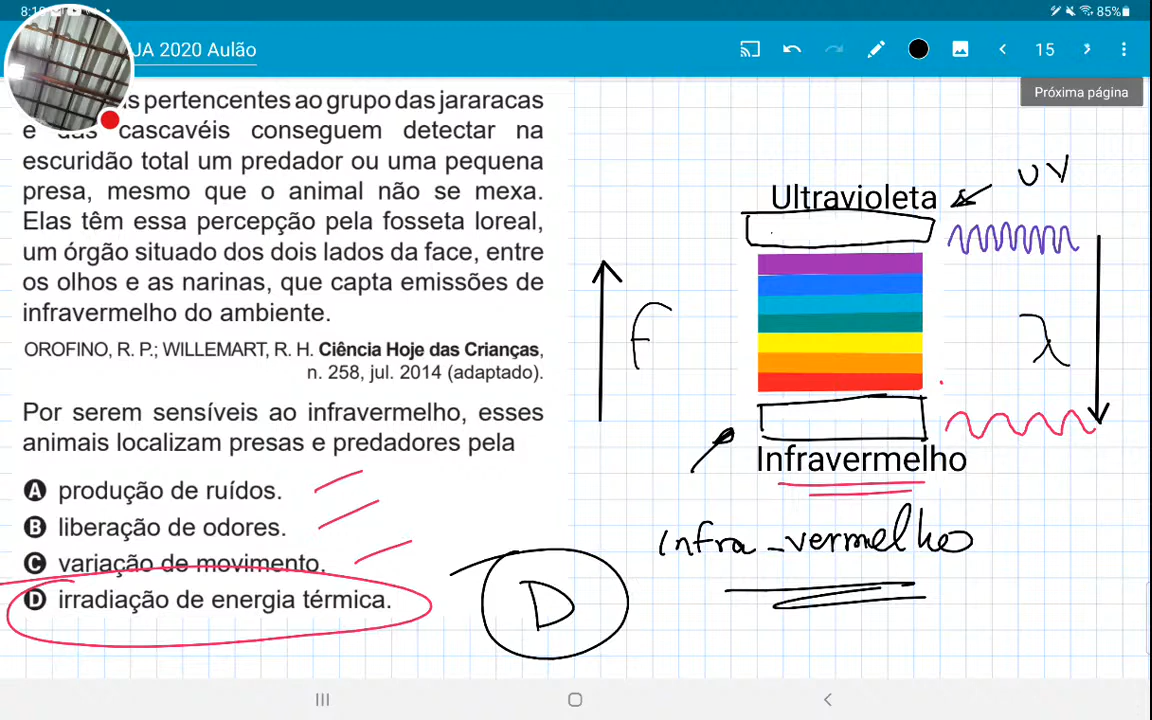 8:1
85%
JA 2020 Aulão
15
Próxima página
s pertencentes ao grupo das jararacas
e das cascavéis conseguem detectar na
escuridão total um predador ou uma pequena
presa, mesmo que o animal não se mexa.
Elas têm essa percepção pela fosseta loreal,
um órgão situado dos dois lados da face, entre
os olhos e as narinas, que capta emissões de
infravermelho do ambiente.
OROFINO, R. P.; WILLEMART, R. H. Ciência Hoje das Crianças,
n. 258, jul. 2014 (adaptado).
Por serem sensíveis ao infravermelho, esses
animais localizam presas e predadores pela
A produção de ruídos.
B liberação de odores.
C variação de movimento.
D irradiação de energia térmica.
D
UV
Ultravioleta
f
λ
Infravermelho
infra-vermelho